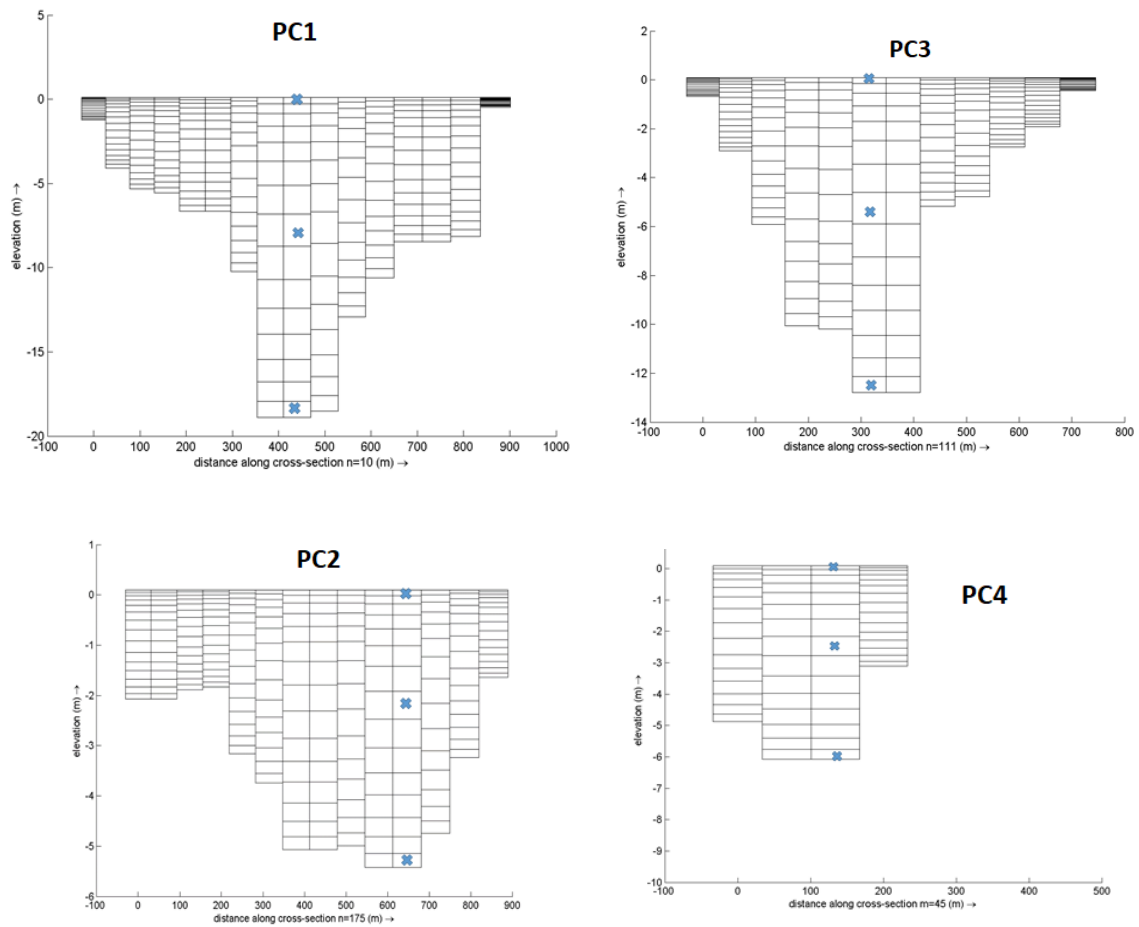 PC1
5
0
-5
-10
-15
-20
elevation (m) →
-100 0 100 200 300 400 500 600 700 800 900 1000
distance along cross-section n=10 (m) →
PC3
2
0
-2
-4
-6
-8
-10
-12
-14
elevation (m) →
-100 0 100 200 300 400 500 600 700 800
distance along cross-section n=111 (m) →
PC2
1
0
-1
-2
-3
-4
-5
-6
elevation (m) →
-100 0 100 200 300 400 500 600 700 800 900
distance along cross-section n=175 (m) →
PC4
0
-1
-2
-3
-4
-5
-6
-7
-8
-9
-10
elevation (m) →
-100 0 100 200 300 400 500
distance along cross-section m=45 (m) →